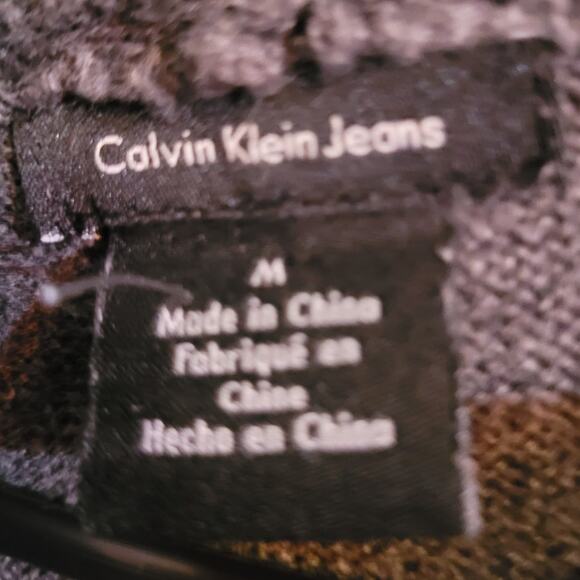 Calvin Klein Jeans
M
Made in China
Fabriqué en
Chine
Hecho en China